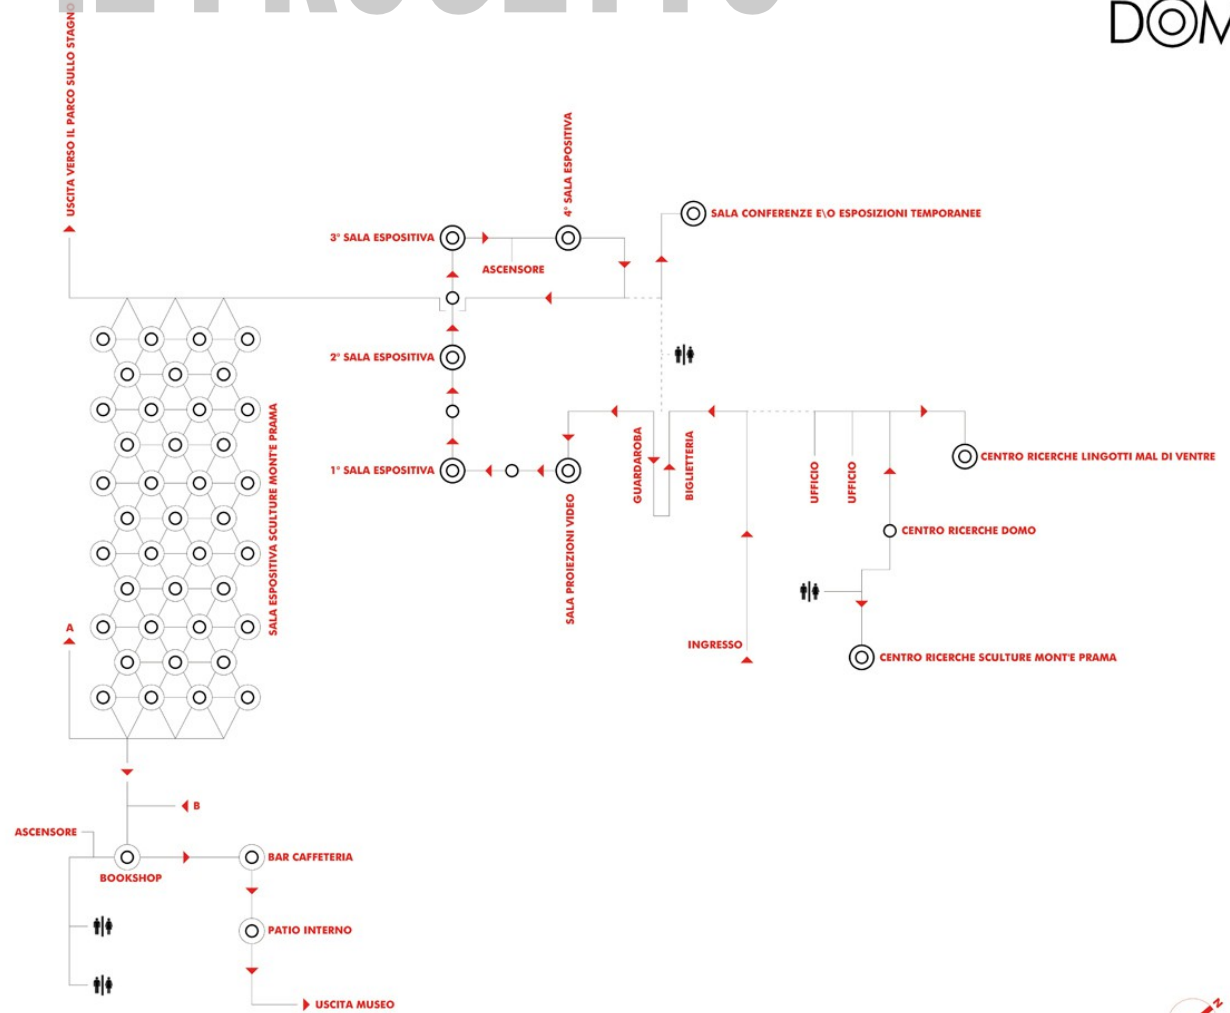 IL PROGETTO
DOM
USCITA VERSO IL PARCO SULLO STAGNO
4° SALA ESPOSITIVA
SALA CONFERENZE E\O ESPOSIZIONI TEMPORANEE
3° SALA ESPOSITIVA
ASCENSORE
2° SALA ESPOSITIVA
SALA ESPOSITIVA SCULTURE MONT'E PRAMA
1° SALA ESPOSITIVA
SALA PROIEZIONI VIDEO
GUARDAROBA
BIGLIETTERIA
UFFICIO
UFFICIO
CENTRO RICERCHE LINGOTTI MAL DI VENTRE
CENTRO RICERCHE DOMO
INGRESSO
CENTRO RICERCHE SCULTURE MONT'E PRAMA
A
B
ASCENSORE
BOOKSHOP
BAR CAFFETERIA
PATIO INTERNO
USCITA MUSEO
N